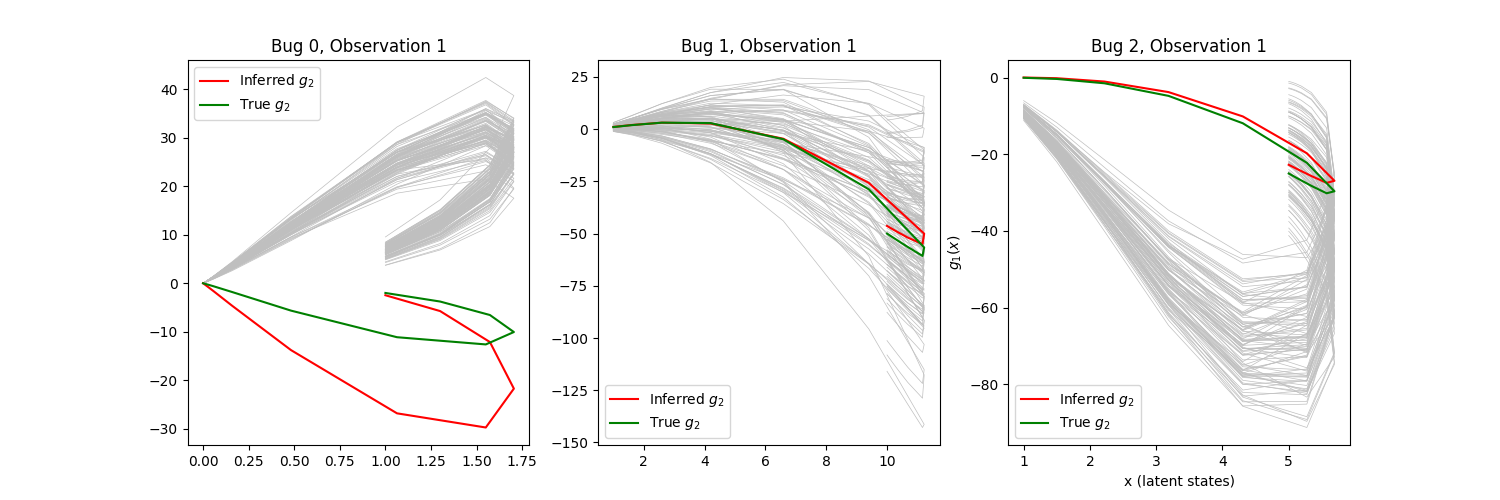 Bug 0, Observation 1
Inferred g₂
True g₂
40
30
20
10
0
−10
−20
−30
0.00 0.25 0.50 0.75 1.00 1.25 1.50 1.75
Bug 1, Observation 1
25
0
−25
−50
−75
−100
−125
−150
Inferred g₂
True g₂
2 4 6 8 10
Bug 2, Observation 1
g₁(x)
0
−20
−40
−60
−80
Inferred g₂
True g₂
1 2 3 4 5
x (latent states)